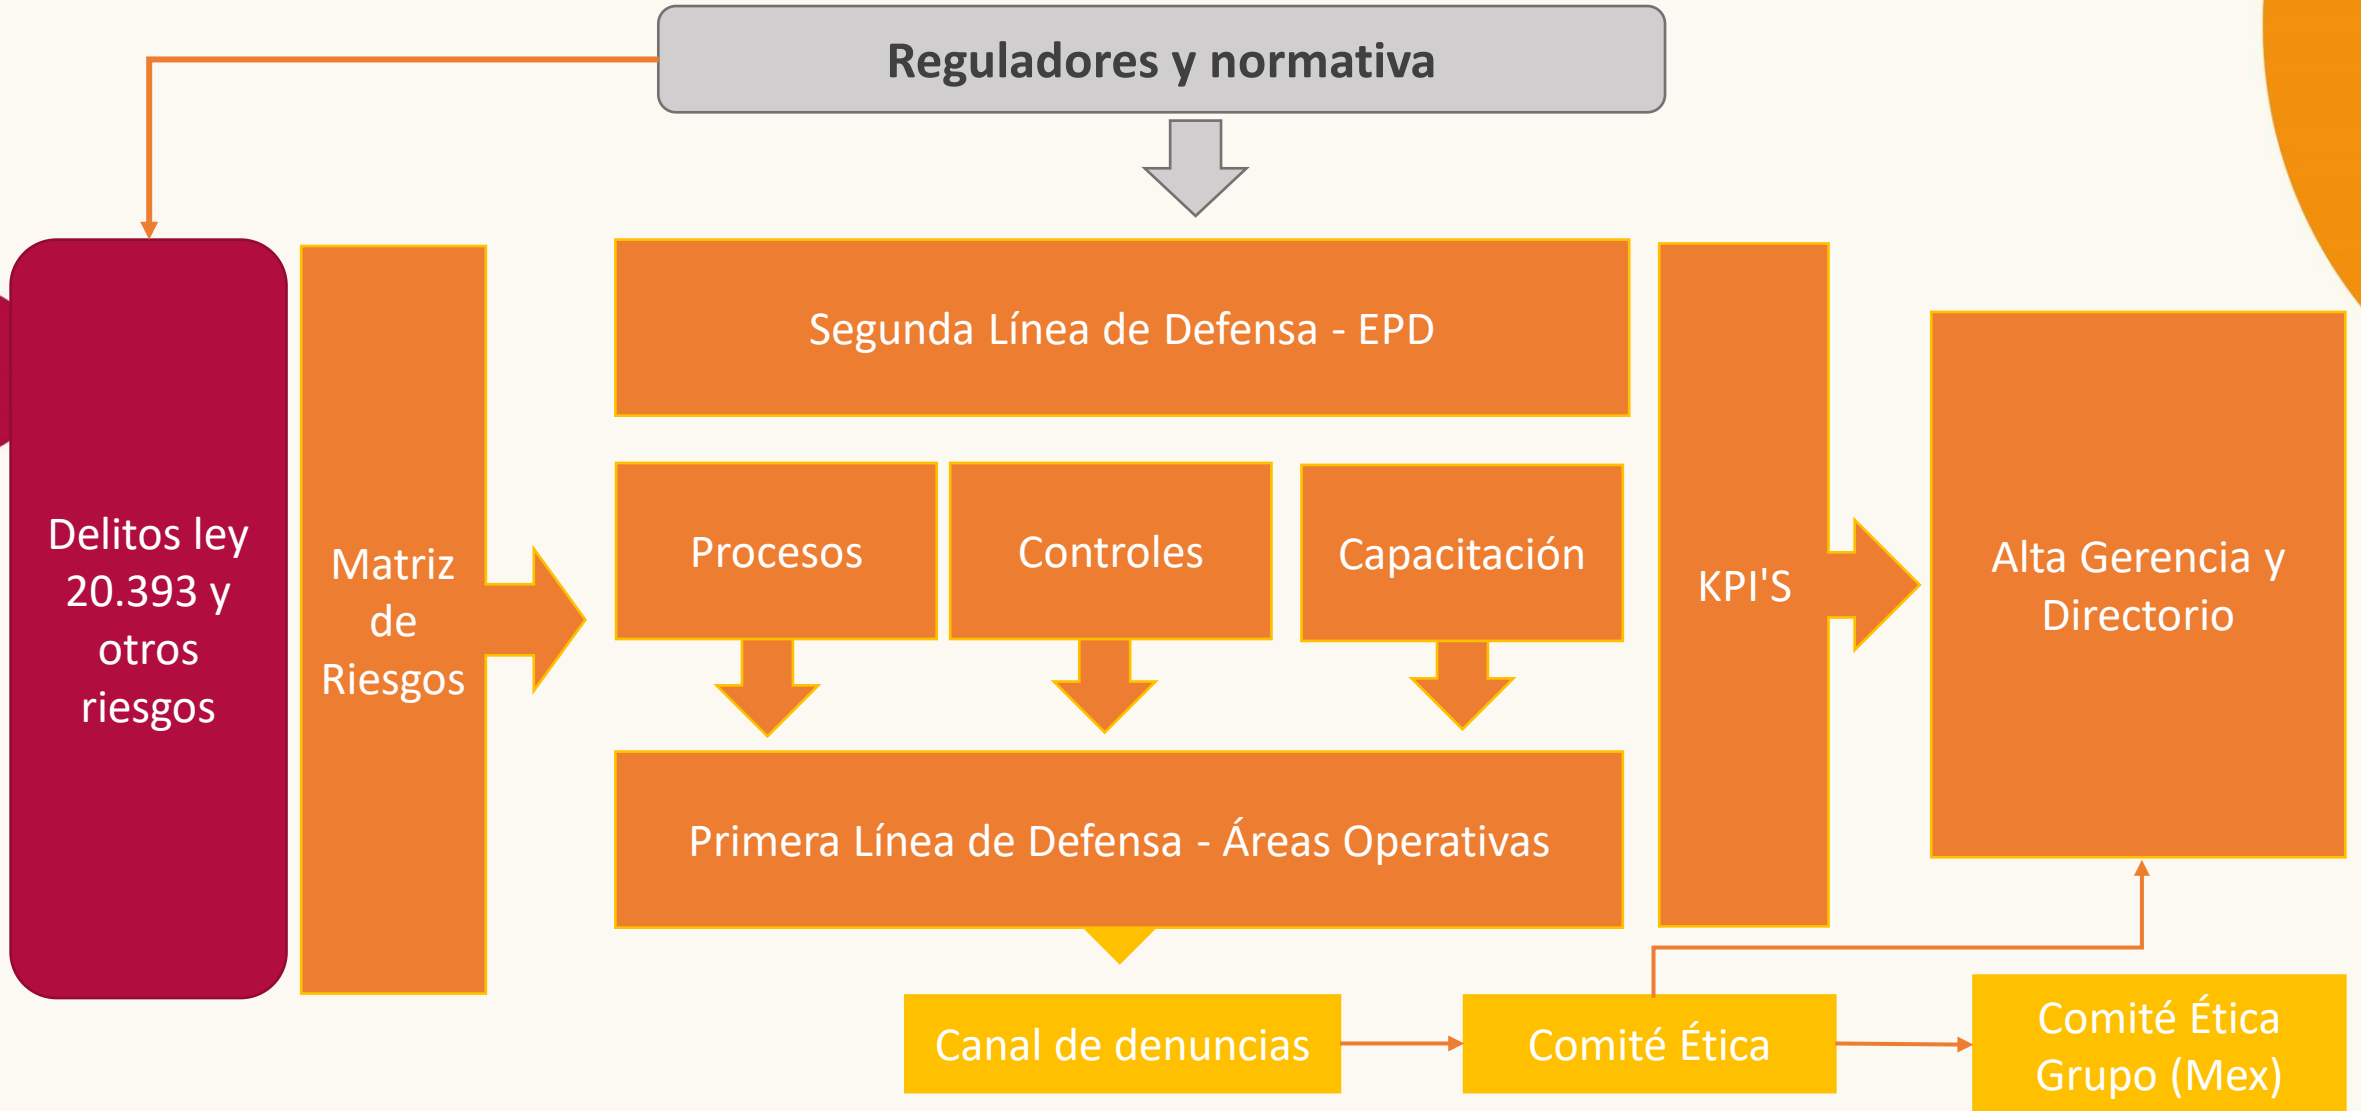 Reguladores y normativa
Delitos ley
20.393 y
otros
riesgos
Matriz
de
Riesgos
Segunda Línea de Defensa - EPD
Procesos
Controles
Capacitación
Primera Línea de Defensa - Áreas Operativas
KPI'S
Alta Gerencia y
Directorio
Canal de denuncias
Comité Ética
Comité Ética
Grupo (Mex)